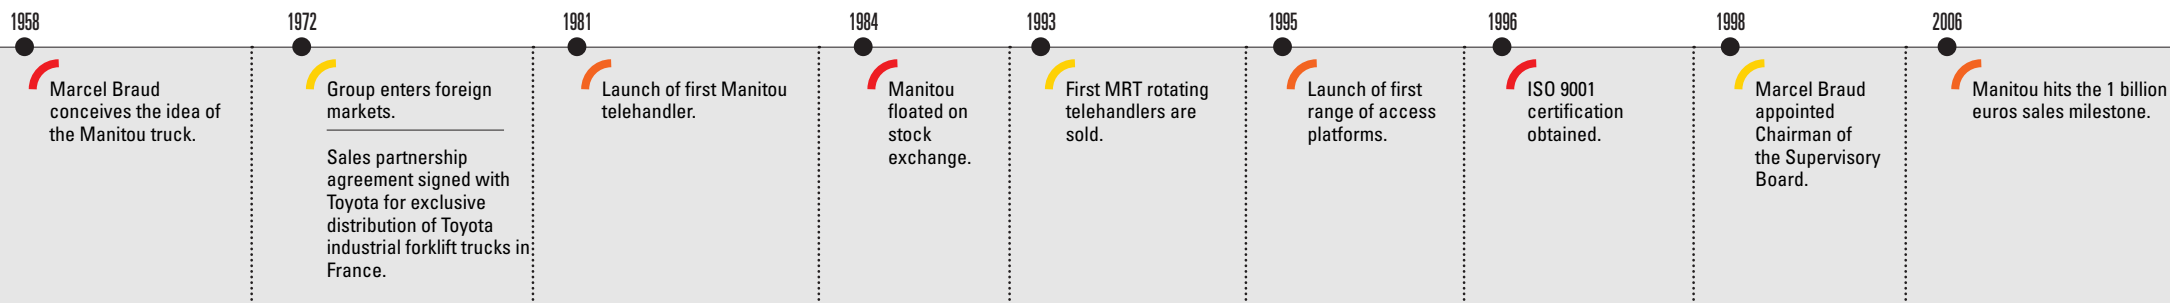 1958
Marcel Braud
conceives the idea of
the Manitou truck.
1972
Group enters foreign
markets.
Sales partnership
agreement signed with
Toyota for exclusive
distribution of Toyota
industrial forklift trucks in
France.
1981
Launch of first Manitou
telehandler.
1984
Manitou
floated on
stock
exchange.
1993
First MRT rotating
telehandlers are
sold.
1995
Launch of first
range of access
platforms.
1996
ISO 9001
certification
obtained.
1998
Marcel Braud
appointed
Chairman of
the Supervisory
Board.
2006
Manitou hits the 1 billion
euros sales milestone.